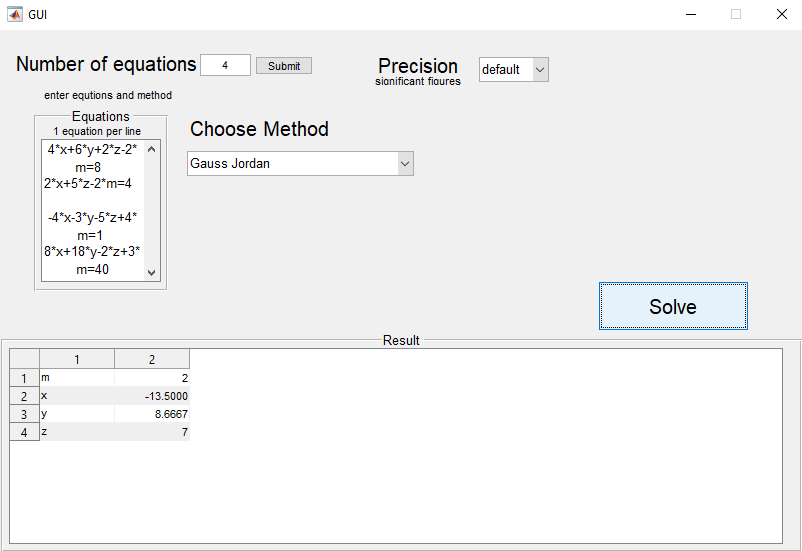 GUI
Number of equations 4 Submit
Precision default
significant figures
enter equtions and method
Equations
1 equation per line
Choose Method
4*x+6*y+2*z-2*
m=8
2*x+5*z-2*m=4
-4*x-3*y-5*z+4*
m=1
8*x+18*y-2*z+3*
m=40
Gauss Jordan
Solve
Result
1 2
1 m 2
2 x -13.5000
3 y 8.6667
4 z 7